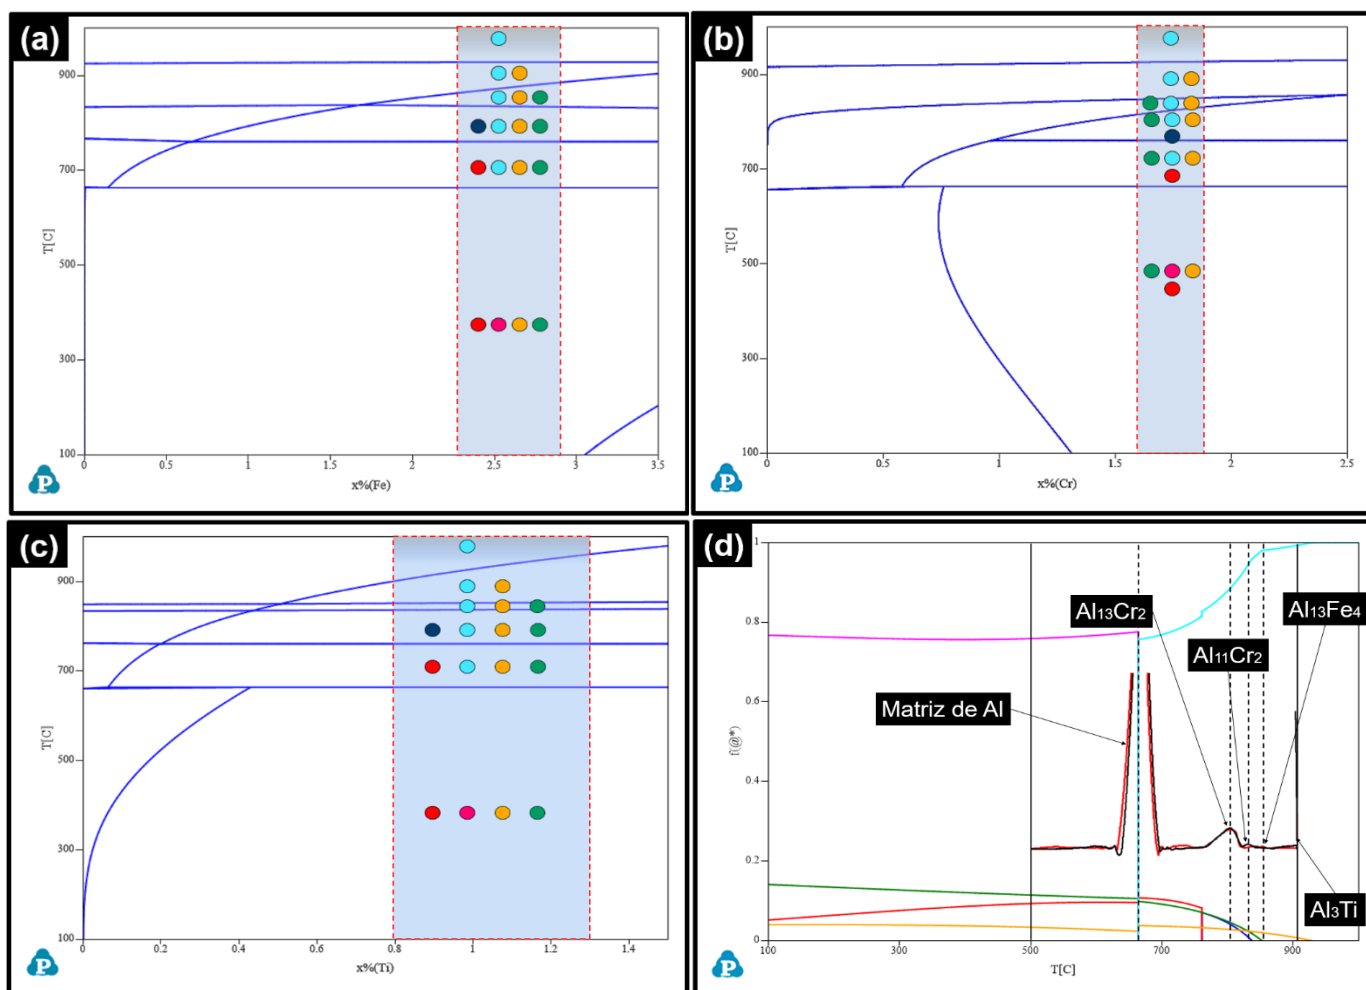 (a)
900
700
500
300
100
T[C]
0
0.5
1
1.5
2
2.5
3
3.5
x%(Fe)
P
(b)
900
700
500
300
100
T[C]
0
0.5
1
1.5
2
2.5
x%(Cr)
P
(c)
900
700
500
300
100
T[C]
0
0.2
0.4
0.6
0.8
1
1.2
1.4
x%(Ti)
P
(d)
1
0.8
0.6
0.4
0.2
0
f(@*)
Al13Cr2
Al13Fe4
Al11Cr2
Matriz de Al
Al3Ti
100
300
500
700
900
T[C]
P